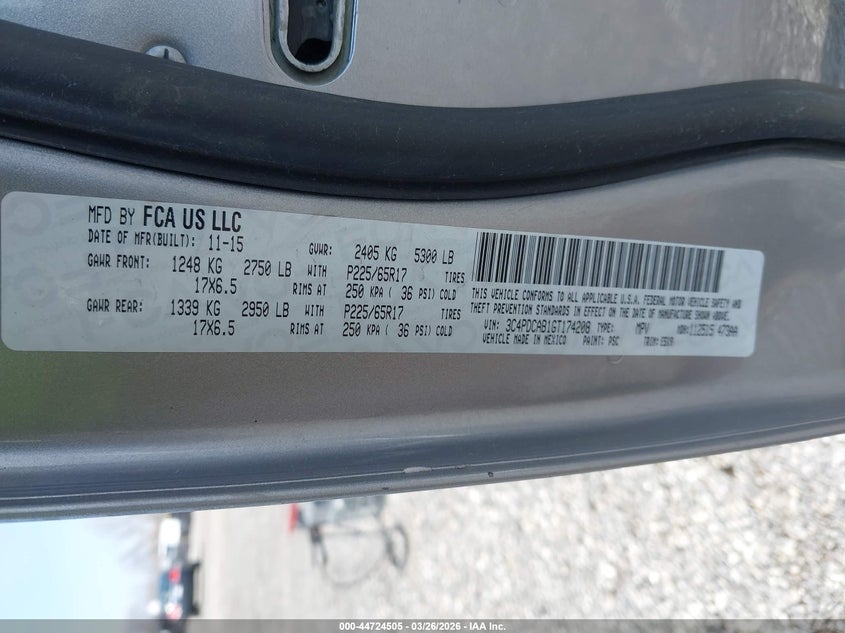 MFD BY FCA US LLC
DATE OF MFR(BUILT): 11-15 GVWR: 2405 KG 5300 LB
GAWR FRONT: 1248 KG 2750 LB WITH P225/65R17 TIRES
17X6.5 RIMS AT 250 KPA ( 36 PSI) COLD
GAWR REAR: 1339 KG 2950 LB WITH P225/65R17 TIRES
17X6.5 RIMS AT 250 KPA ( 36 PSI) COLD
THIS VEHICLE CONFORMS TO ALL APPLICABLE U.S.A. FEDERAL MOTOR VEHICLE SAFETY AND
THEFT PREVENTION STANDARDS IN EFFECT ON THE DATE OF MANUFACTURE SHOWN ABOVE.
VIN: 3C4PDCAB1GT174208 TYPE: MPV MDH: 112515 473AA
VEHICLE MADE IN MEXICO PAINT: PSC TRIM:
000-44724505 - 03/26/2026 - IAA Inc.